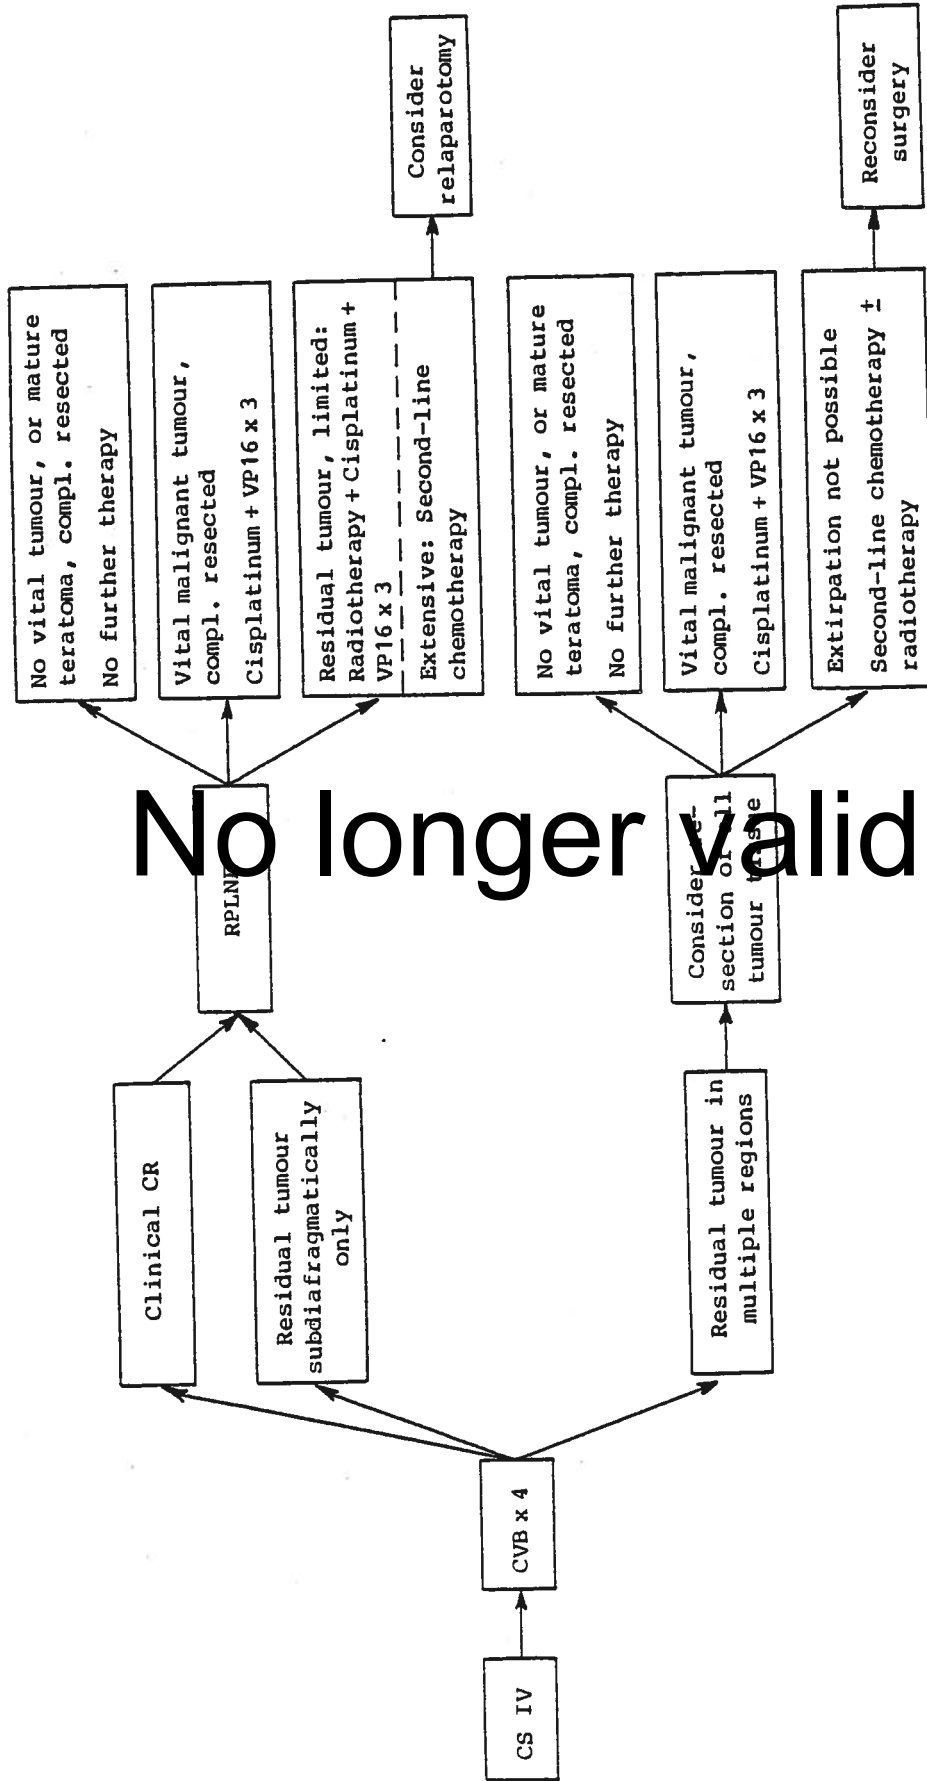 CS IV
CVB x 4
Clinical CR
Residual tumour
subdiafragmatically
only
Residual tumour in
multiple regions
RPLN
Consider
section of all
tumour tissue
No vital tumour, or mature
teratoma, compl. resected
No further therapy
Vital malignant tumour,
compl. resected
Cisplatinum + VP16 x 3
Residual tumour, limited:
Radiotherapy + Cisplatinum +
VP16 x 3
Extensive: Second-line
chemotherapy
Consider
relaparotomy
No vital tumour, or mature
teratoma, compl. resected
No further therapy
Vital malignant tumour,
compl. resected
Cisplatinum + VP16 x 3
Extirpation not possible
Second-line chemotherapy ±
radiotherapy
Reconsider
surgery
No longer valid